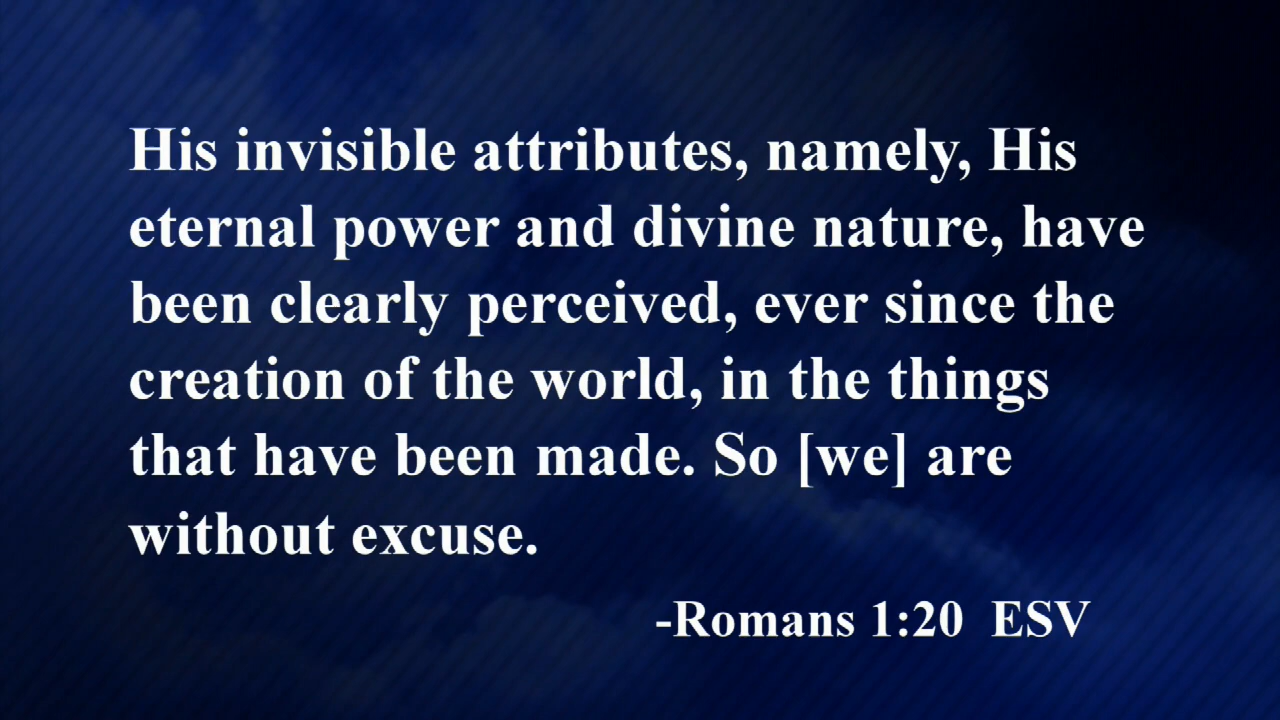 His invisible attributes, namely, His
eternal power and divine nature, have
been clearly perceived, ever since the
creation of the world, in the things
that have been made. So [we] are
without excuse.
-Romans 1:20 ESV